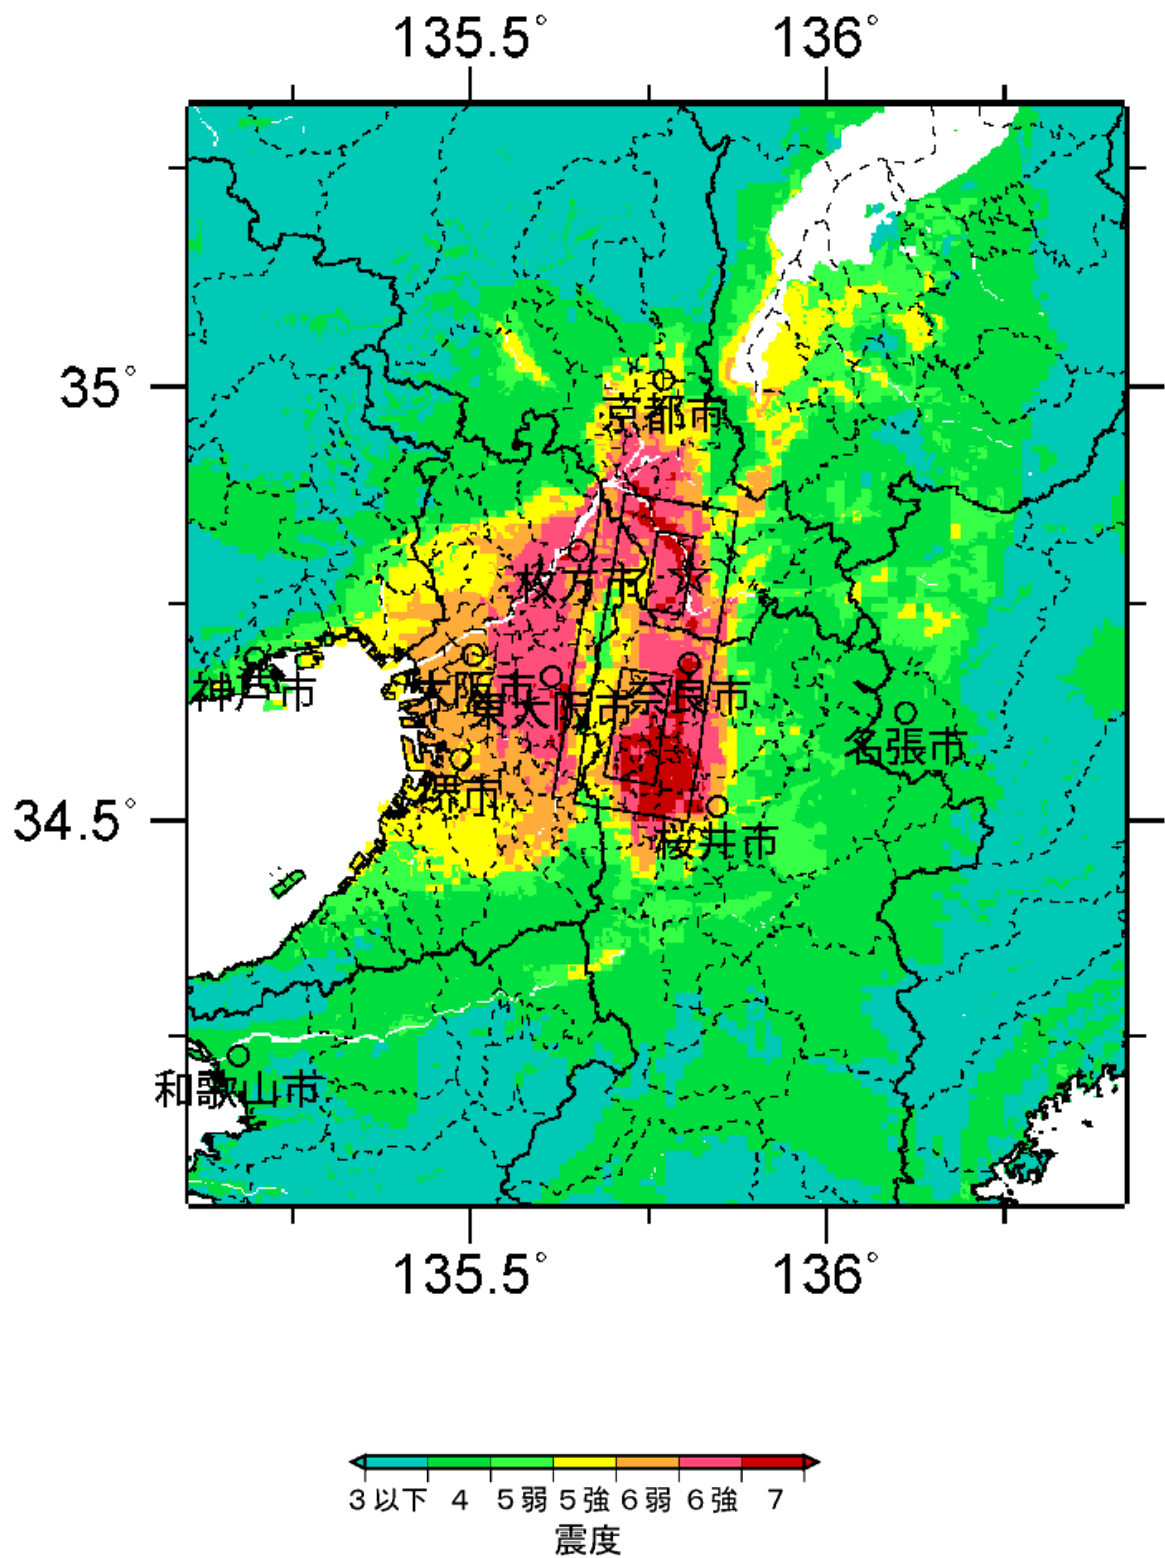 135.5° 136°
35°
京都市
枚方市
神戸市 大阪市 東大阪市 奈良市
名張市
堺市
34.5°
桜井市
和歌山市
135.5° 136°
3以下 4 5弱 5強 6弱 6強 7
震度